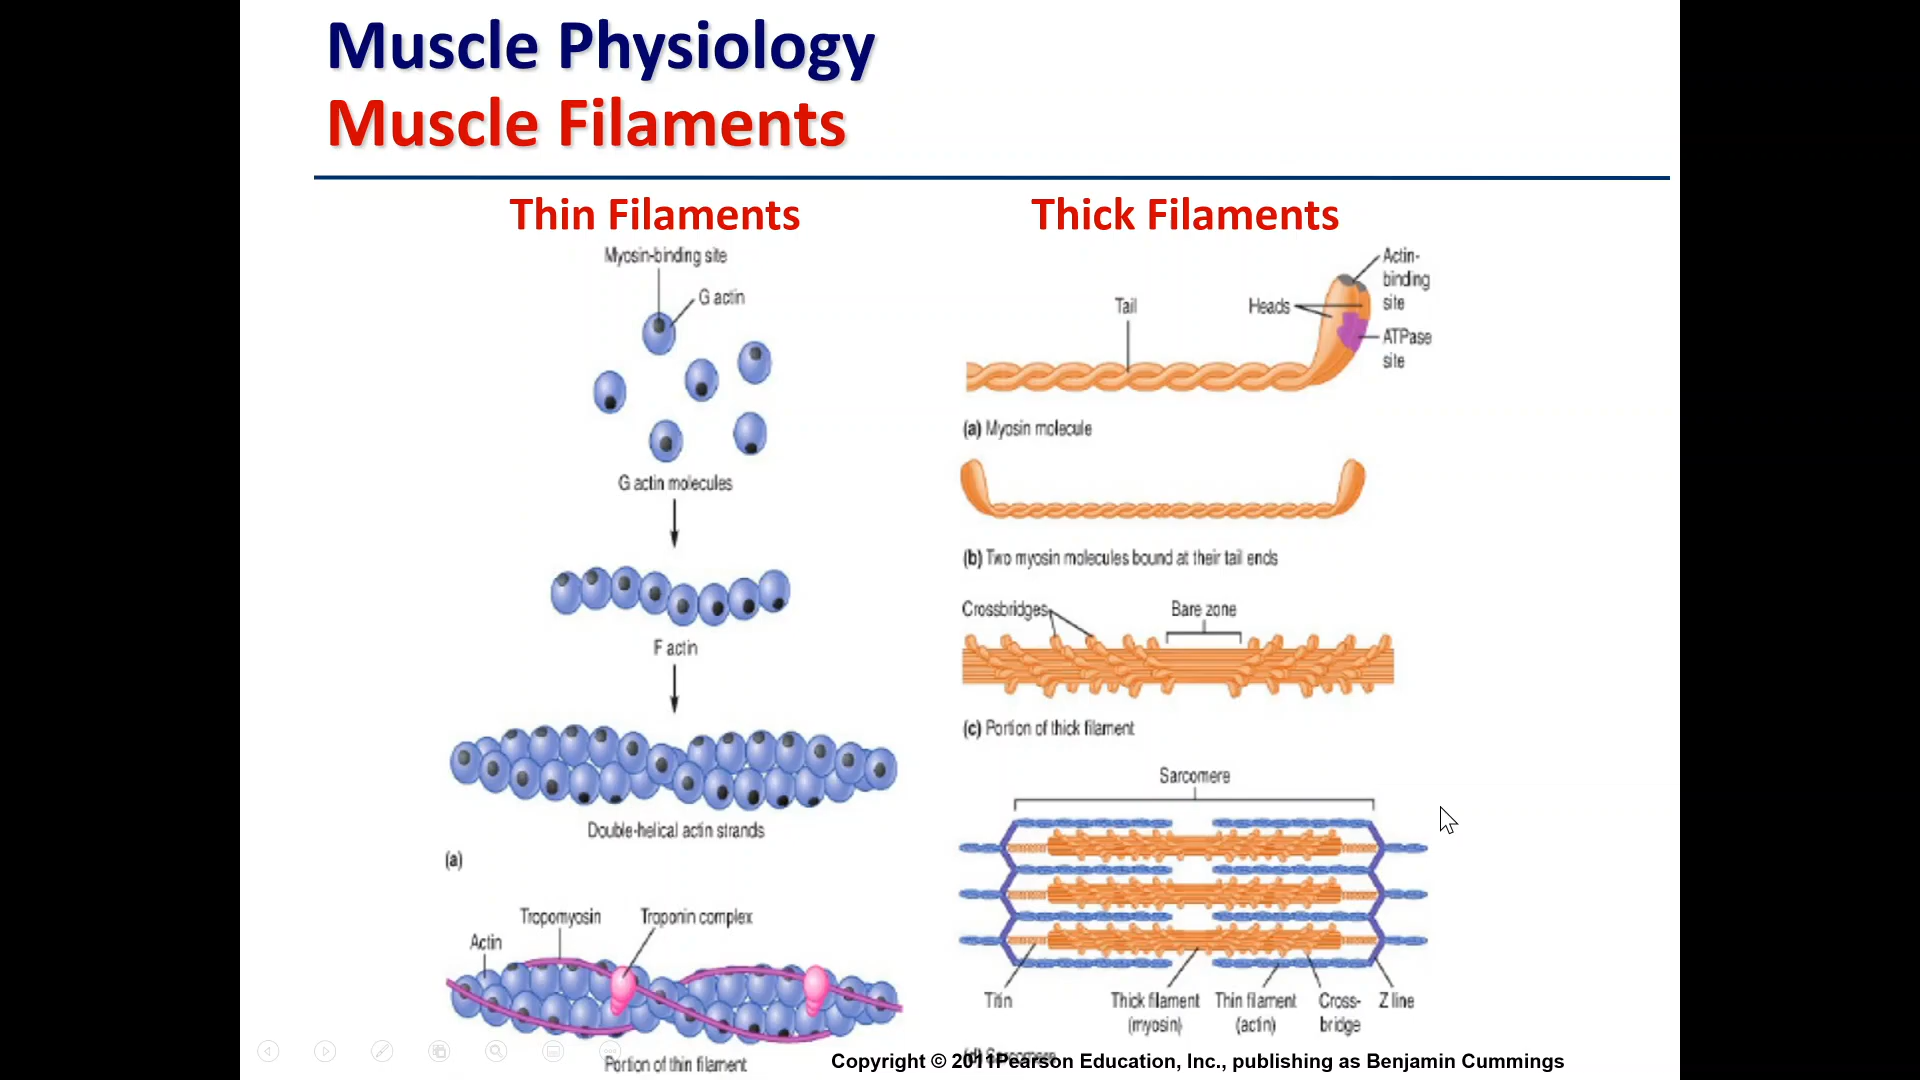 Muscle Physiology
Muscle Filaments
Thin Filaments
Myosin-binding site
G actin
G actin molecules
F actin
Double-helical actin strands
(a)
Tropomyosin
Troponin complex
Actin
Portion of thin filament
Thick Filaments
Actin-
binding
site
Tail
Heads
ATPase
site
(a) Myosin molecule
(b) Two myosin molecules bound at their tail ends
Crossbridges
Bare zone
(c) Portion of thick filament
Sarcomere
Titin
Thick filament
(myosin)
Thin filament
(actin)
Cross-
bridge
Z line
(d) Sarcomere
Copyright © 2011 Pearson Education, Inc., publishing as Benjamin Cummings